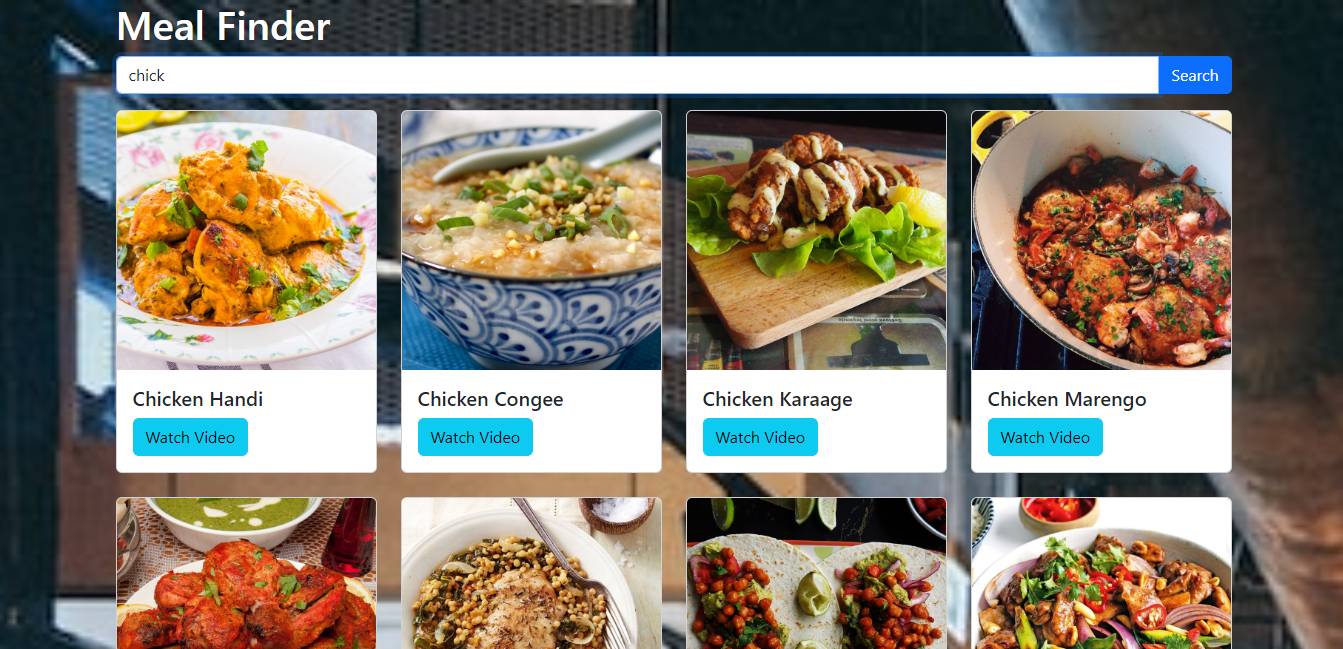 Meal Finder
chick
Search
Chicken Handi
Chicken Congee
Chicken Karaage
Chicken Marengo
Watch Video
Watch Video
Watch Video
Watch Video